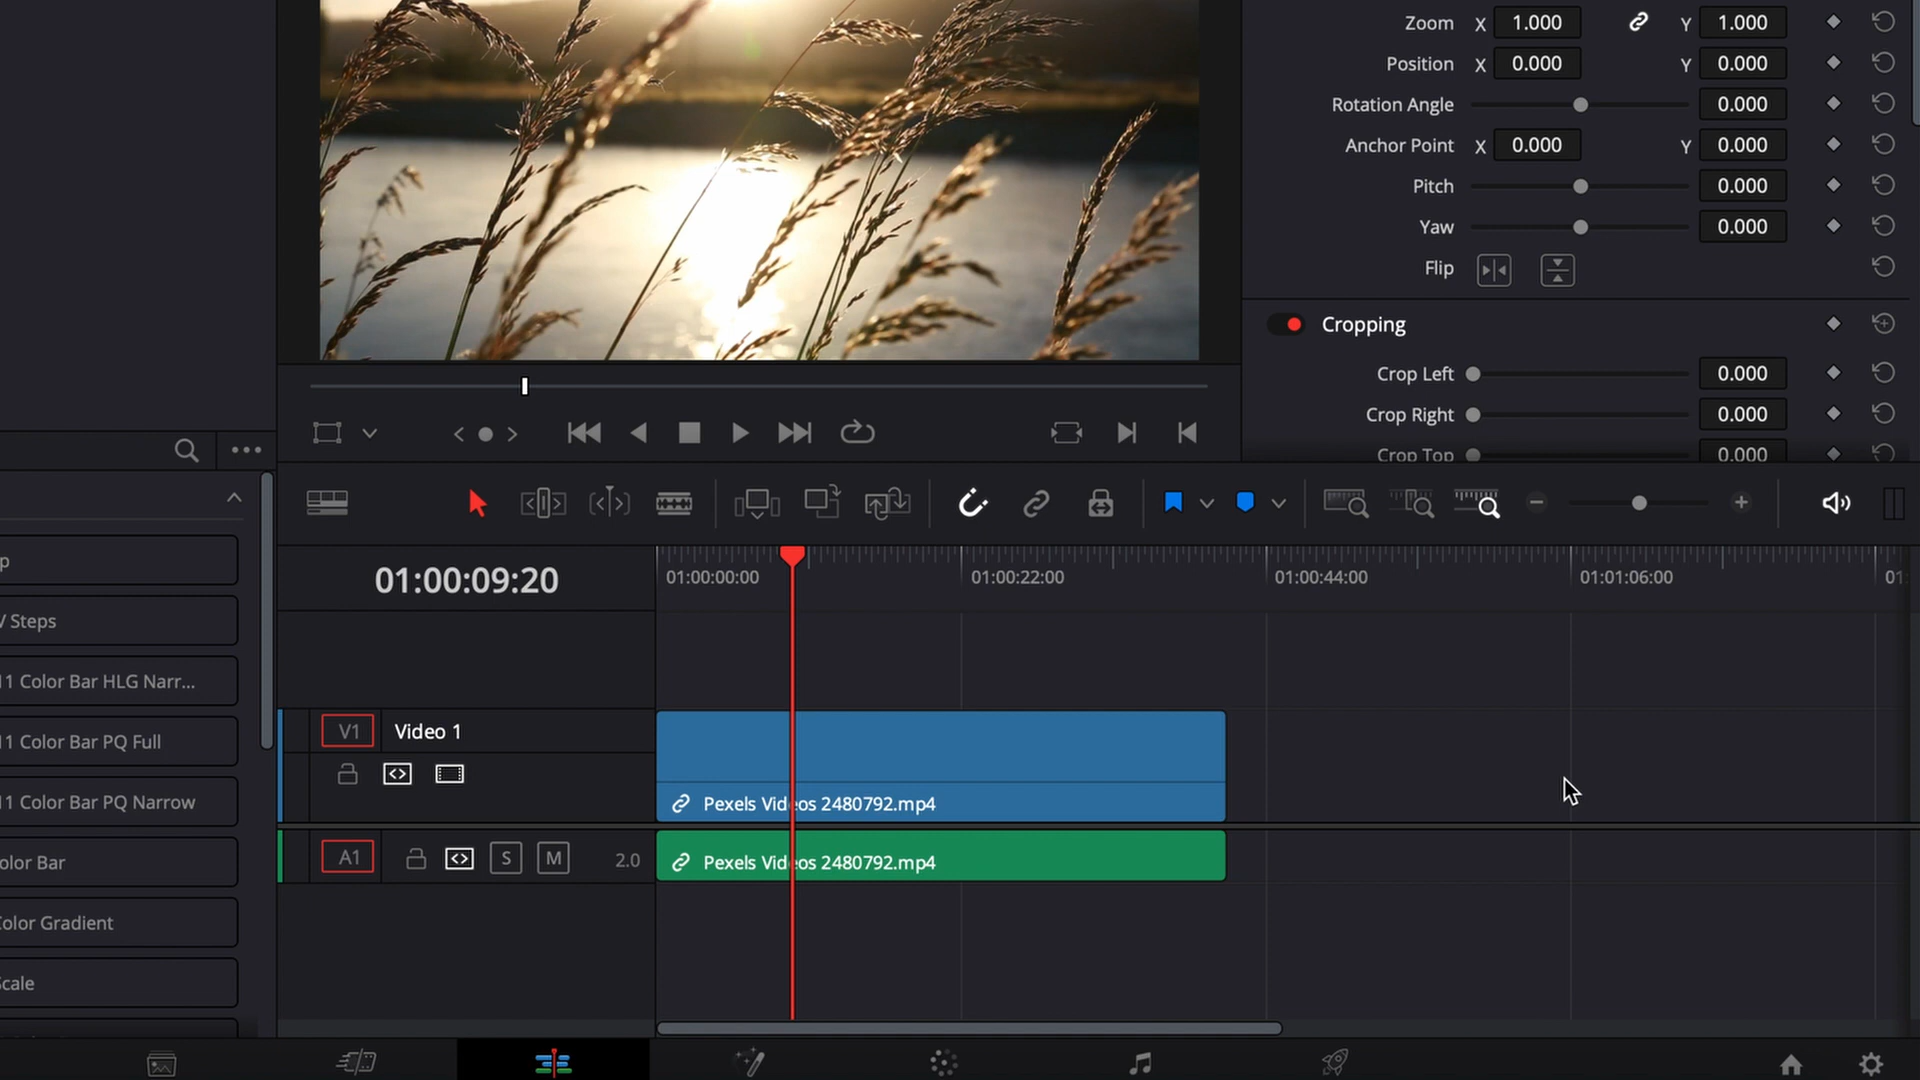 Zoom X 1.000 Y 1.000
Position X 0.000 Y 0.000
Rotation Angle 0.000
Anchor Point X 0.000 Y 0.000
Pitch 0.000
Yaw 0.000
Flip
Cropping
Crop Left 0.000
Crop Right 0.000
Crop Top 0.000
p
/ Steps
11 Color Bar HLG Narr...
11 Color Bar PQ Full
11 Color Bar PQ Narrow
olor Bar
Color Gradient
Scale
01:00:09:20
01:00:00:00
01:00:22:00
01:00:44:00
01:01:06:00
01:
V1 Video 1
Pexels Videos 2480792.mp4
A1 S M 2.0
Pexels Videos 2480792.mp4